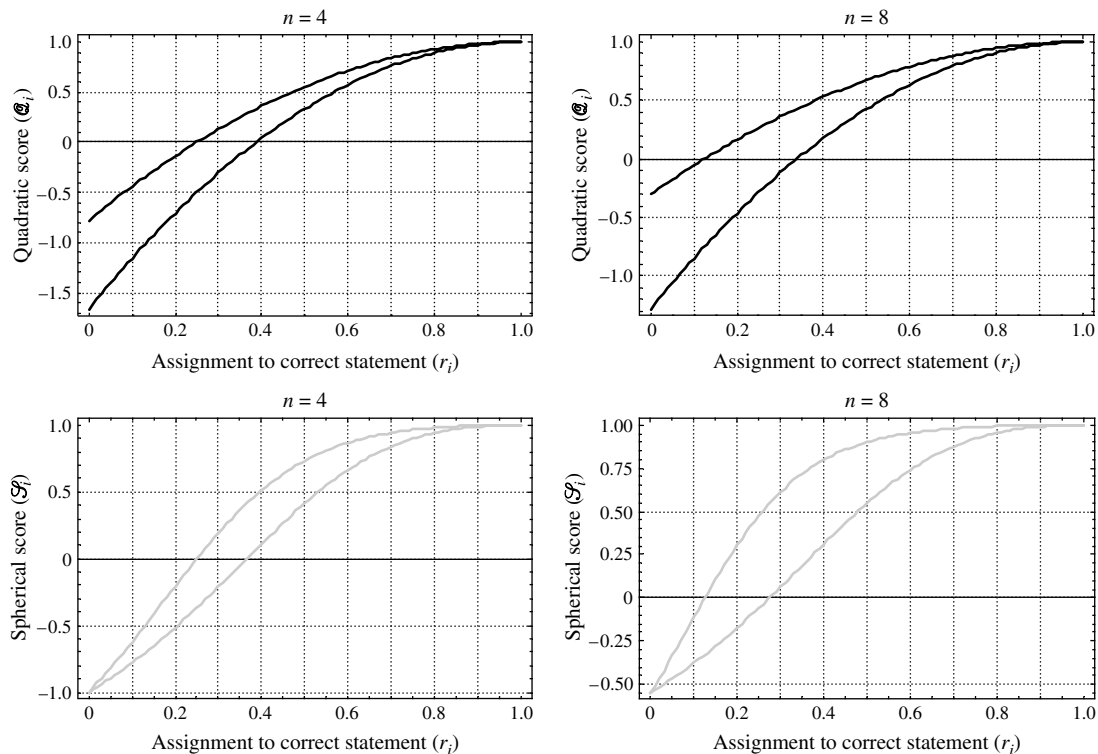 n = 4
Quadratic score (𝒬i)
1.0
0.5
0
−0.5
−1.0
−1.5
0 0.2 0.4 0.6 0.8 1.0
Assignment to correct statement (ri)
n = 8
Quadratic score (𝒬i)
1.0
0.5
0
−0.5
−1.0
0 0.2 0.4 0.6 0.8 1.0
Assignment to correct statement (ri)
n = 4
Spherical score (𝒮i)
1.0
0.5
0
−0.5
−1.0
0 0.2 0.4 0.6 0.8 1.0
Assignment to correct statement (ri)
n = 8
Spherical score (𝒮i)
1.00
0.75
0.50
0.25
0
−0.25
−0.50
0 0.2 0.4 0.6 0.8 1.0
Assignment to correct statement (ri)